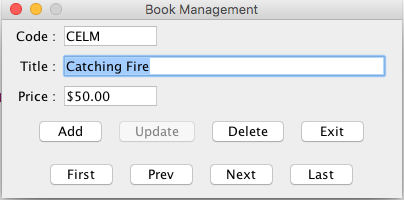 Book Management
Code : CELM
Title : Catching Fire
Price : $50.00
Add Update Delete Exit
First Prev Next Last